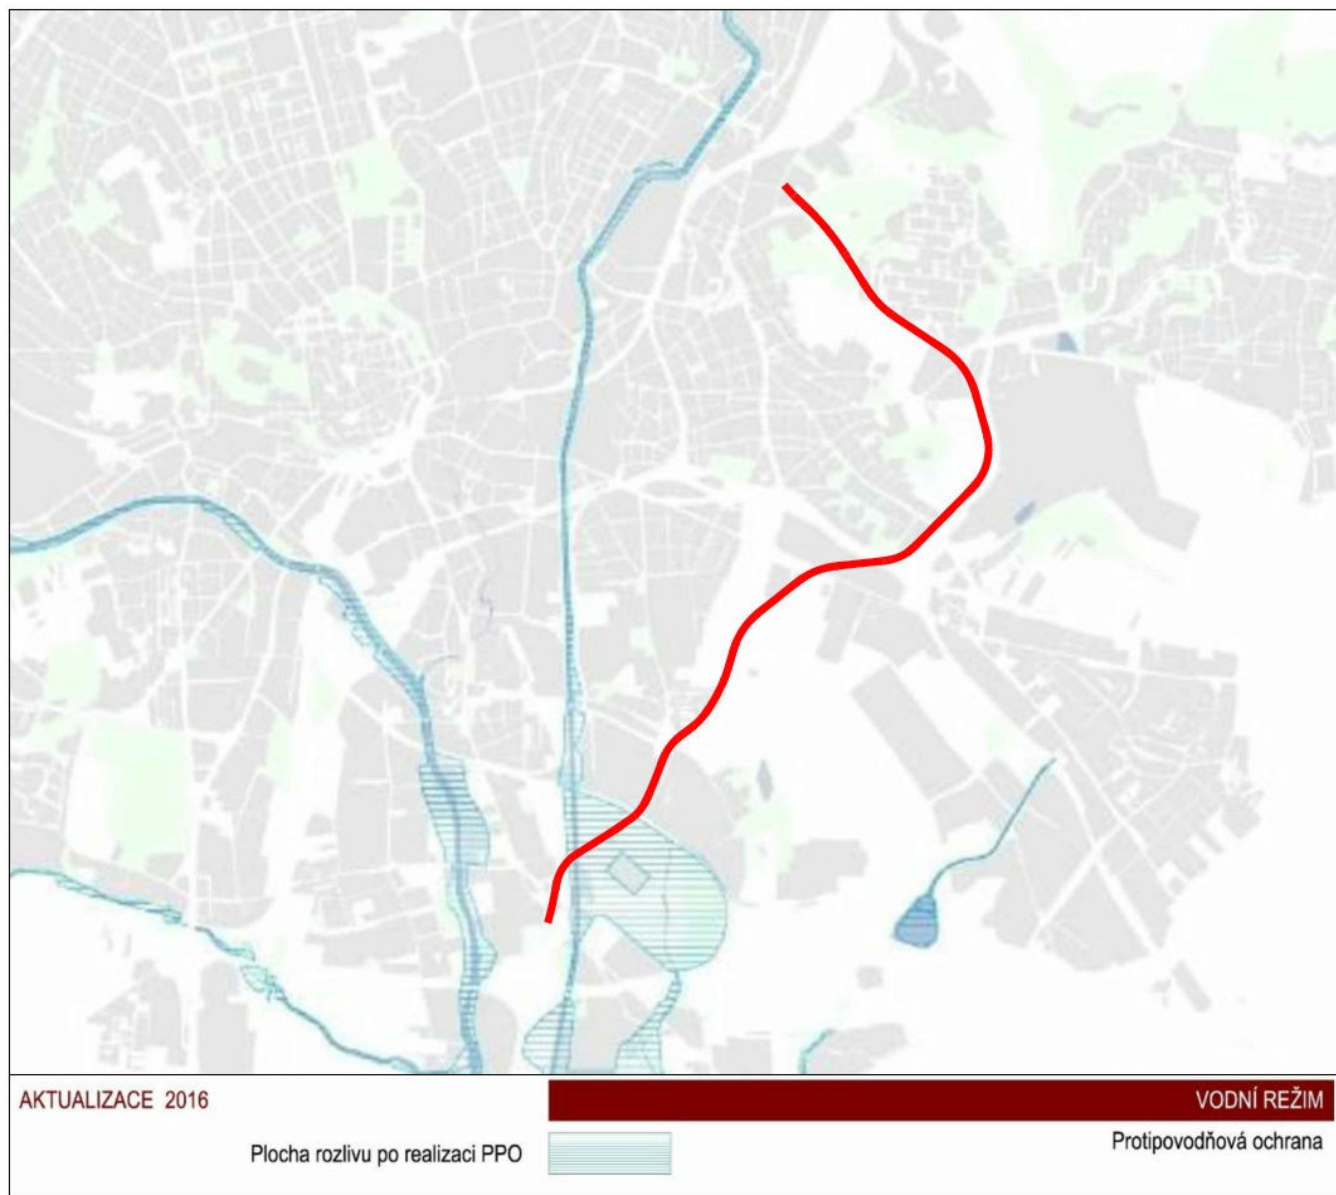 AKTUALIZACE 2016
VODNÍ REŽIM
Plocha rozlivu po realizaci PPO
Protipovodňová ochrana